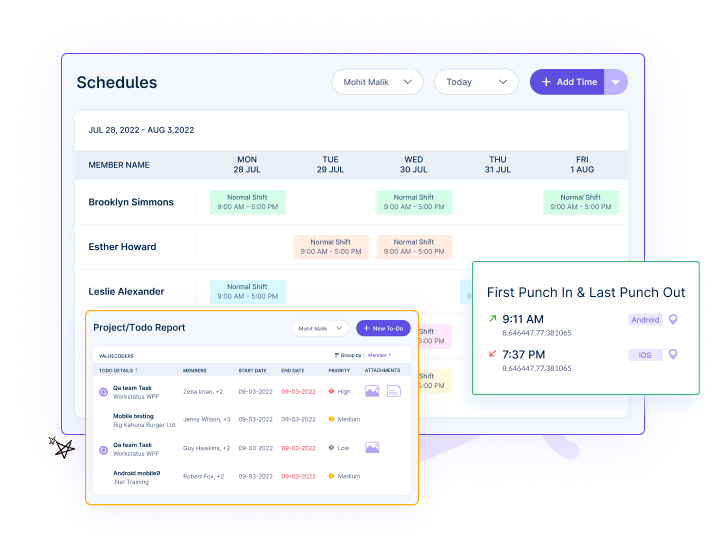 Schedules
Mohit Malik
Today
+ Add Time
JUL 28, 2022 - AUG 3,2022
MEMBER NAME
MON
28 JUL
TUE
29 JUL
WED
30 JUL
THU
31 JUL
FRI
1 AUG
Brooklyn Simmons
Normal Shift
9:00 AM - 5:00 PM
Normal Shift
9:00 AM - 5:00 PM
Normal Shift
9:00 AM - 5:00 PM
Esther Howard
Normal Shift
9:00 AM - 5:00 PM
Normal Shift
9:00 AM - 5:00 PM
Leslie Alexander
Normal Shift
9:00 AM - 5:00 PM
9
Shift
5:00 PM
Shift
5:00 PM
First Punch In & Last Punch Out
9:11 AM
Android
8.646447,77.381065
7:37 PM
iOS
8.646447,77.381065
Project/Todo Report
Mohit Malik
+ New To-Do
VALUECODERS
Group by : Member
TODO DETAILS
MEMBERS
START DATE
END DATE
PRIORITY
ATTACHMENTS
Qa team Task
Workstatus WPF
Zeba khan, +2
09-03-2022
09-03-2022
High
Mobile testing
Big Kahuna Burger Ltd.
Jenny Wilson, +3
09-03-2022
09-03-2022
Medium
Qa team Task
Workstatus WPF
Guy Hawkins, +2
09-03-2022
09-03-2022
Low
Android mobile9
.Net Training
Robert Fox, +2
09-03-2022
09-03-2022
Medium